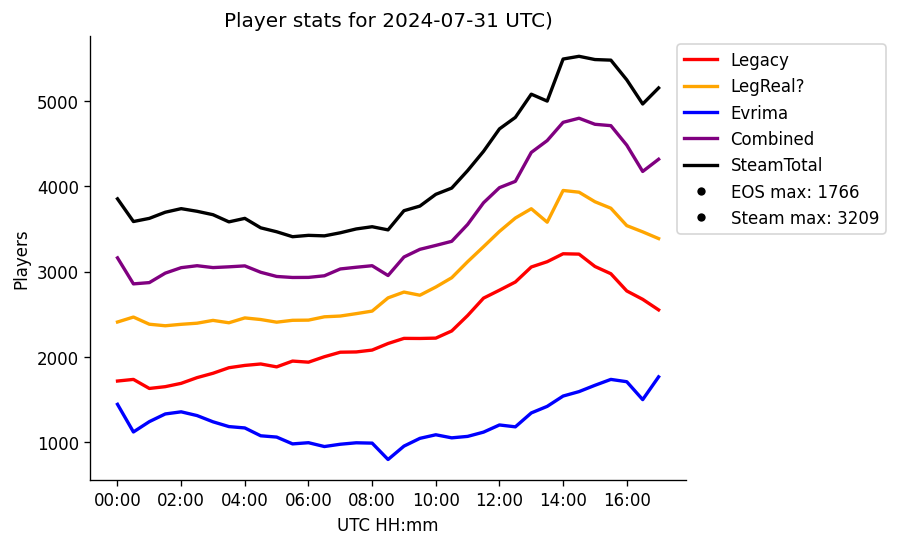 Player stats for 2024-07-31 UTC)
Legacy
LegReal?
Evrima
Combined
SteamTotal
EOS max: 1766
Steam max: 3209
Players
5000
4000
3000
2000
1000
00:00 02:00 04:00 06:00 08:00 10:00 12:00 14:00 16:00
UTC HH:mm